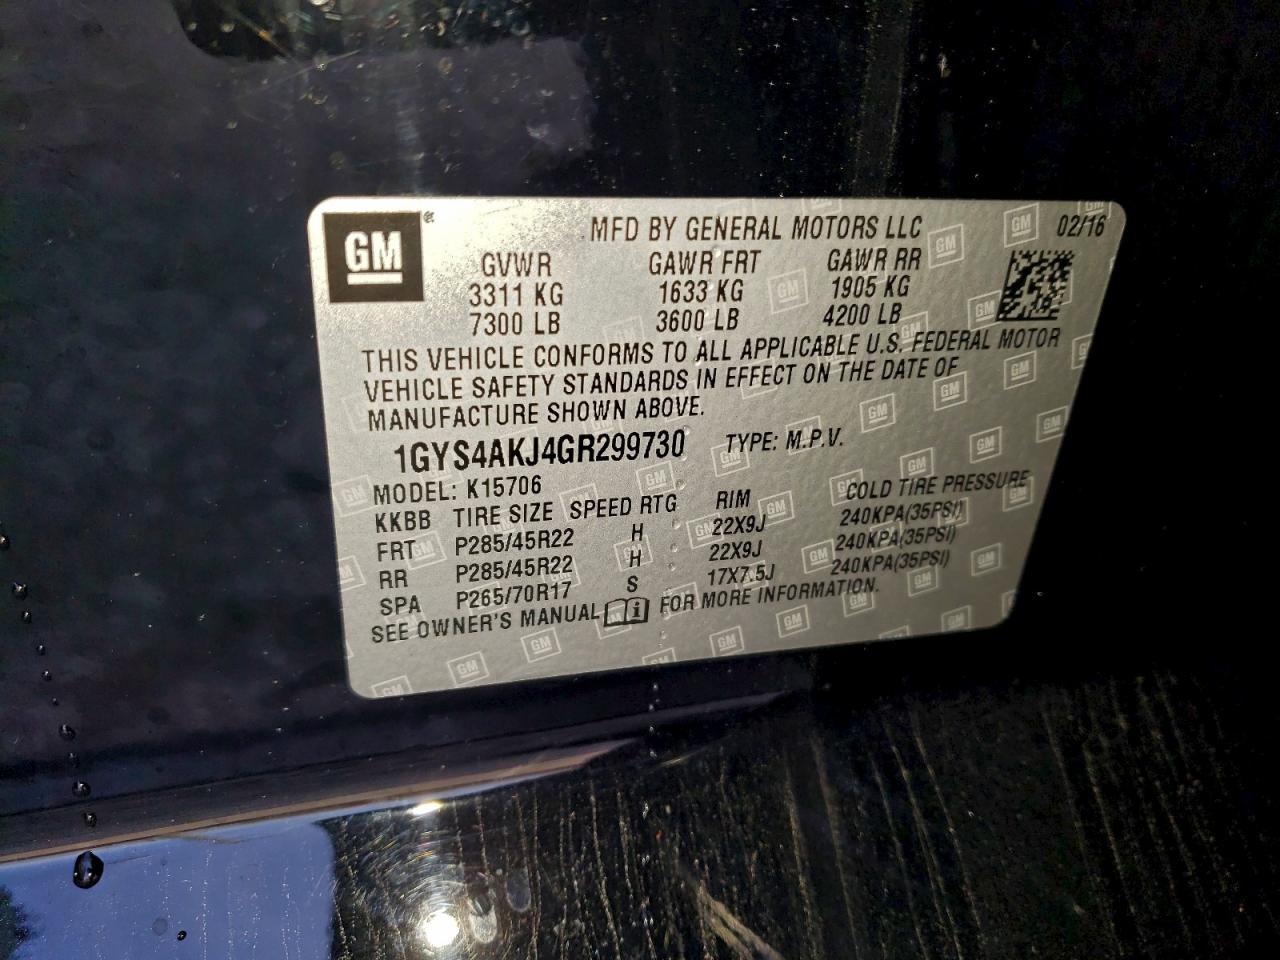 GM
MFD BY GENERAL MOTORS LLC 02/16
GVWR GAWR FRT GAWR RR
3311 KG 1633 KG 1905 KG
7300 LB 3600 LB 4200 LB
THIS VEHICLE CONFORMS TO ALL APPLICABLE U.S. FEDERAL MOTOR
VEHICLE SAFETY STANDARDS IN EFFECT ON THE DATE OF
MANUFACTURE SHOWN ABOVE.
1GYS4AKJ4GR299730 TYPE: M.P.V.
MODEL: K15706
KKBB TIRE SIZE SPEED RTG RIM COLD TIRE PRESSURE
FRT P285/45R22 H 22X9J 240KPA(35PSI)
RR P285/45R22 H 22X9J 240KPA(35PSI)
SPA P265/70R17 S 17X7.5J 240KPA(35PSI)
SEE OWNER'S MANUAL FOR MORE INFORMATION.